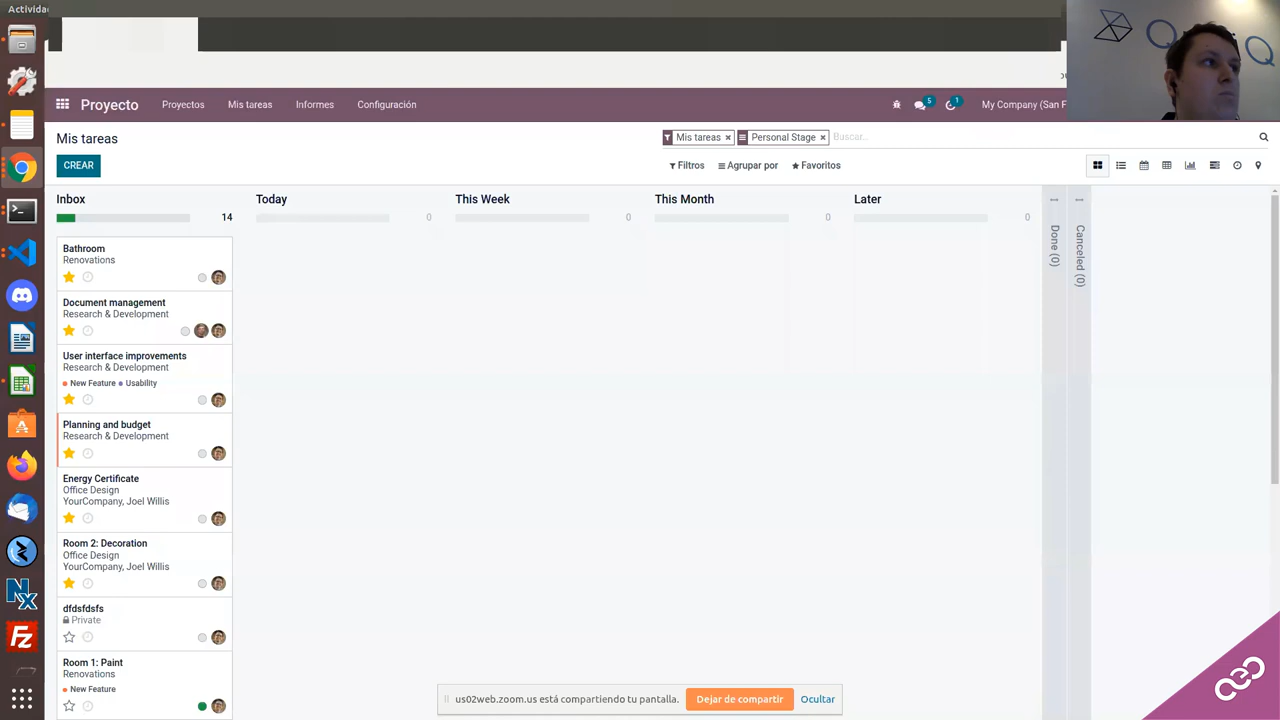 Activida
Proyecto
Proyectos
Mis tareas
Informes
Configuración
5
1
My Company (San F
Mis tareas
Mis tareas ×
Personal Stage ×
Buscar...
CREAR
Filtros
Agrupar por
Favoritos
Inbox
14
Today
0
This Week
0
This Month
0
Later
0
Done (0)
Canceled (0)
Bathroom
Renovations
Document management
Research & Development
User interface improvements
Research & Development
New Feature
Usability
Planning and budget
Research & Development
Energy Certificate
Office Design
YourCompany, Joel Willis
Room 2: Decoration
Office Design
YourCompany, Joel Willis
dfdsfdsfs
Private
Room 1: Paint
Renovations
New Feature
us02web.zoom.us está compartiendo tu pantalla.
Dejar de compartir
Ocultar